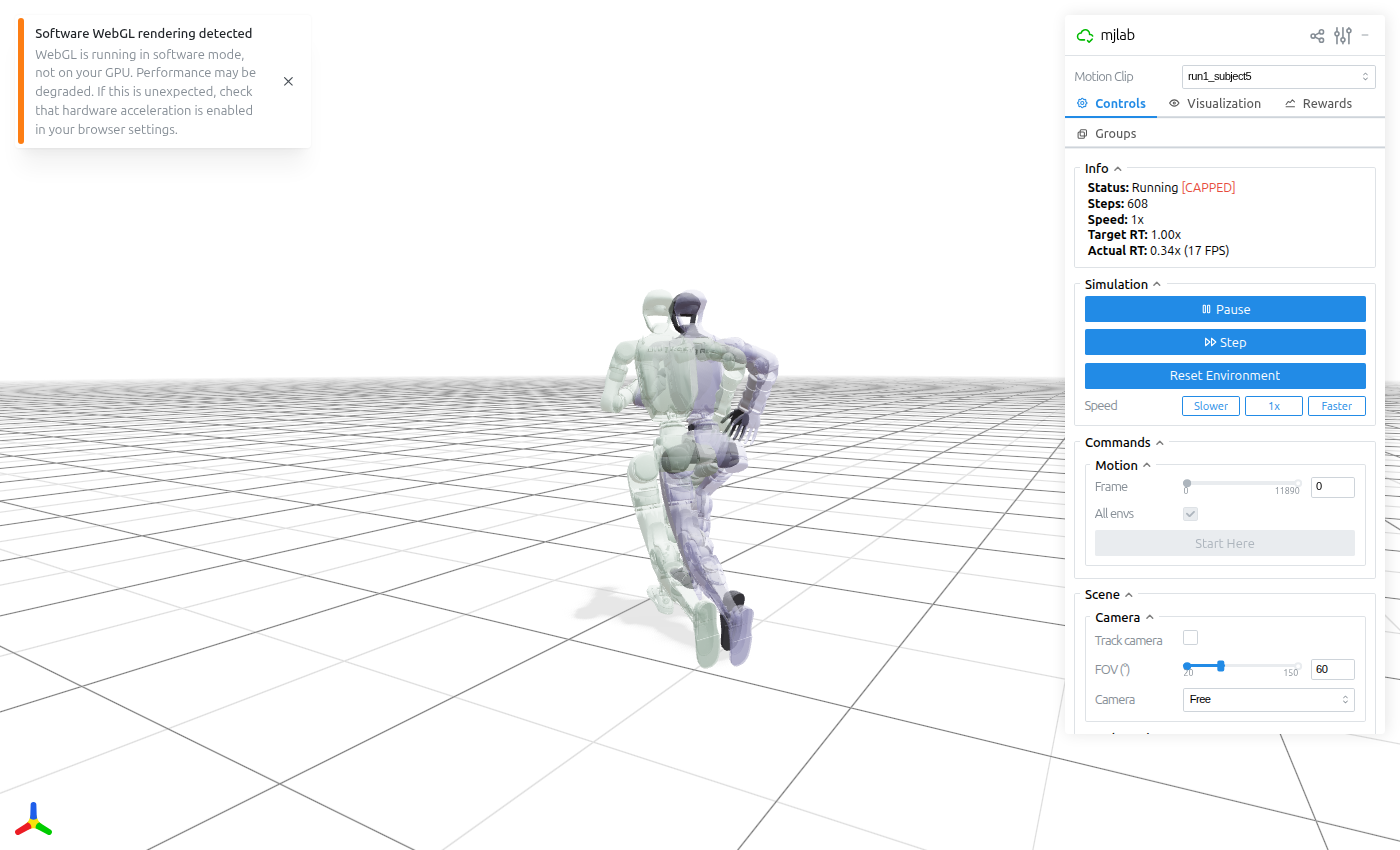 Software WebGL rendering detected
WebGL is running in software mode,
not on your GPU. Performance may be
degraded. If this is unexpected, check
that hardware acceleration is enabled
in your browser settings.
mjlab
Motion Clip
run1_subject5
Controls
Visualization
Rewards
Groups
Info
Status: Running [CAPPED]
Steps: 608
Speed: 1x
Target RT: 1.00x
Actual RT: 0.34x (17 FPS)
Simulation
Pause
Step
Reset Environment
Speed
Slower
1x
Faster
Commands
Motion
Frame
0
11890
0
All envs
Start Here
Scene
Camera
Track camera
FOV (°)
20
150
60
Camera
Free